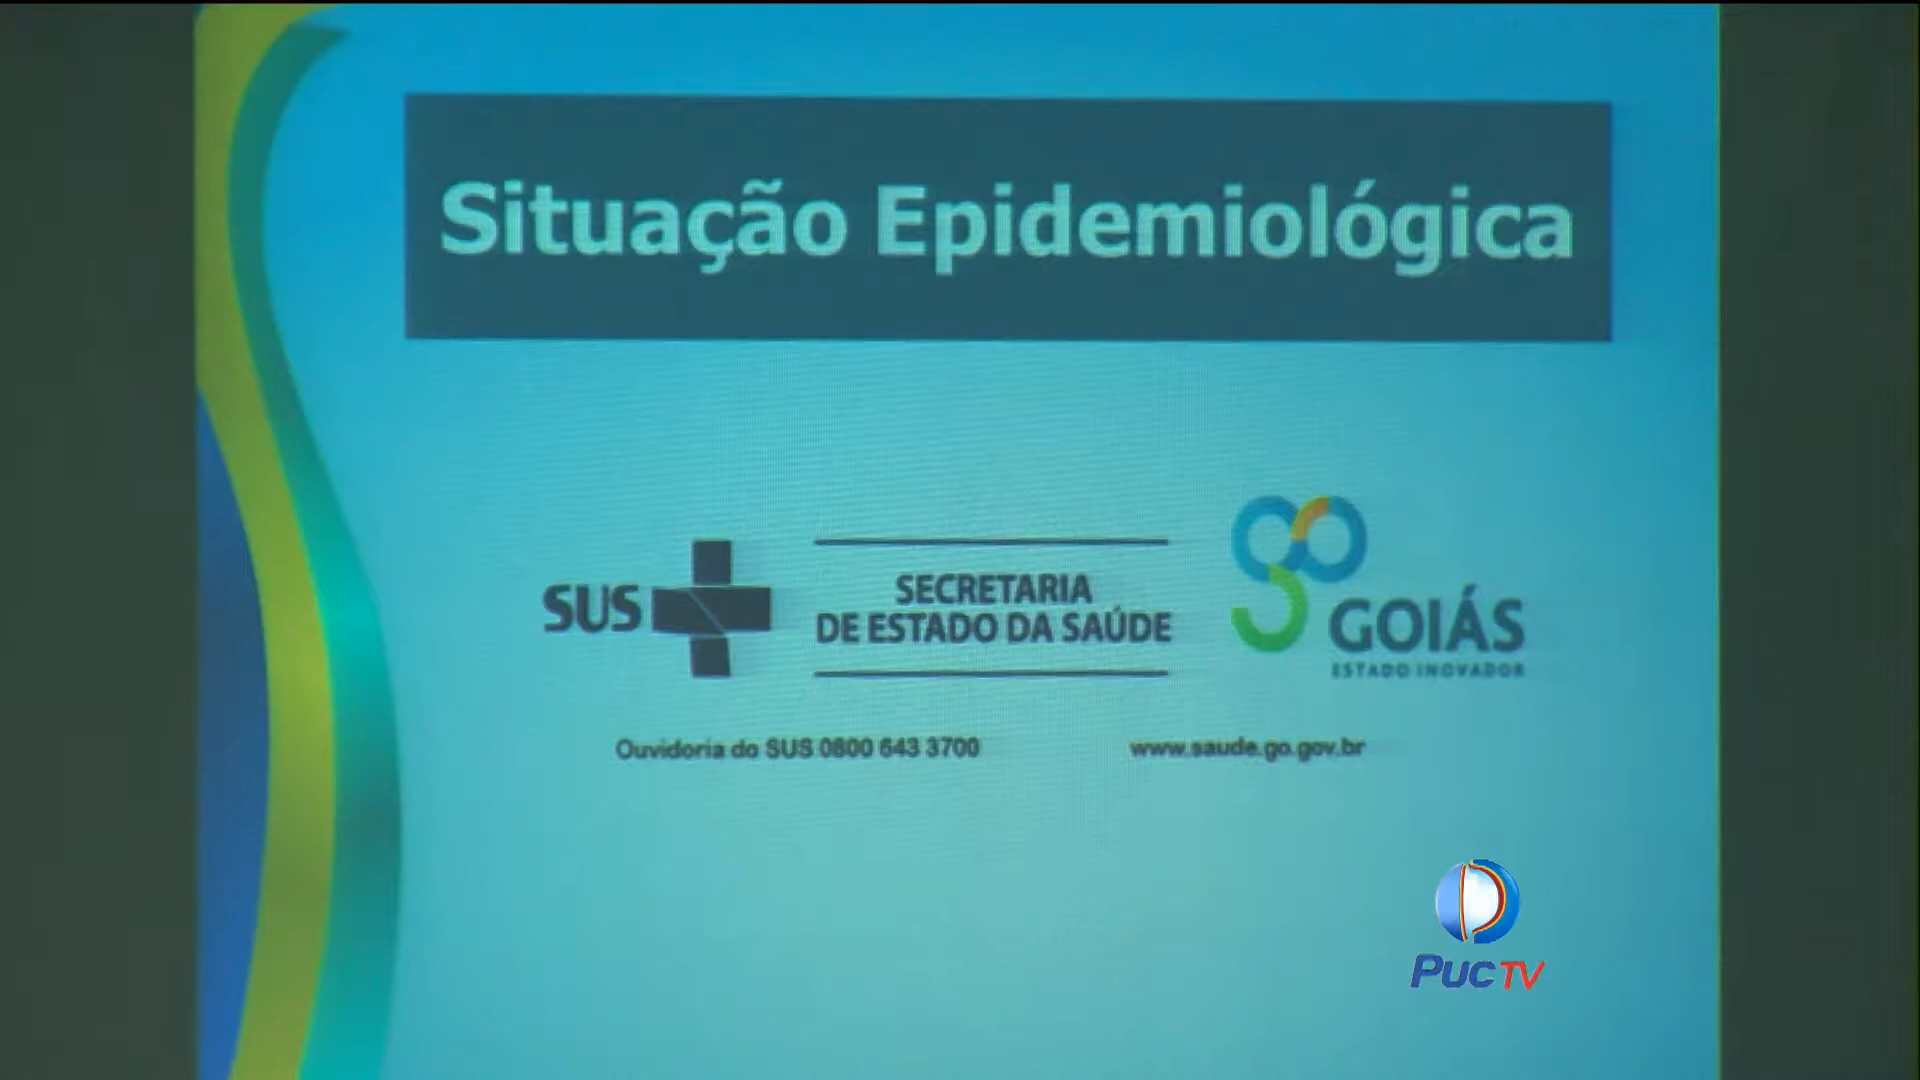 Situação Epidemiológica
SUS
SECRETARIA
DE ESTADO DA SAÚDE
GOIÁS
ESTADO INOVADOR
Ouvidoria do SUS 0800 643 3700
www.saude.go.gov.br
PUC TV